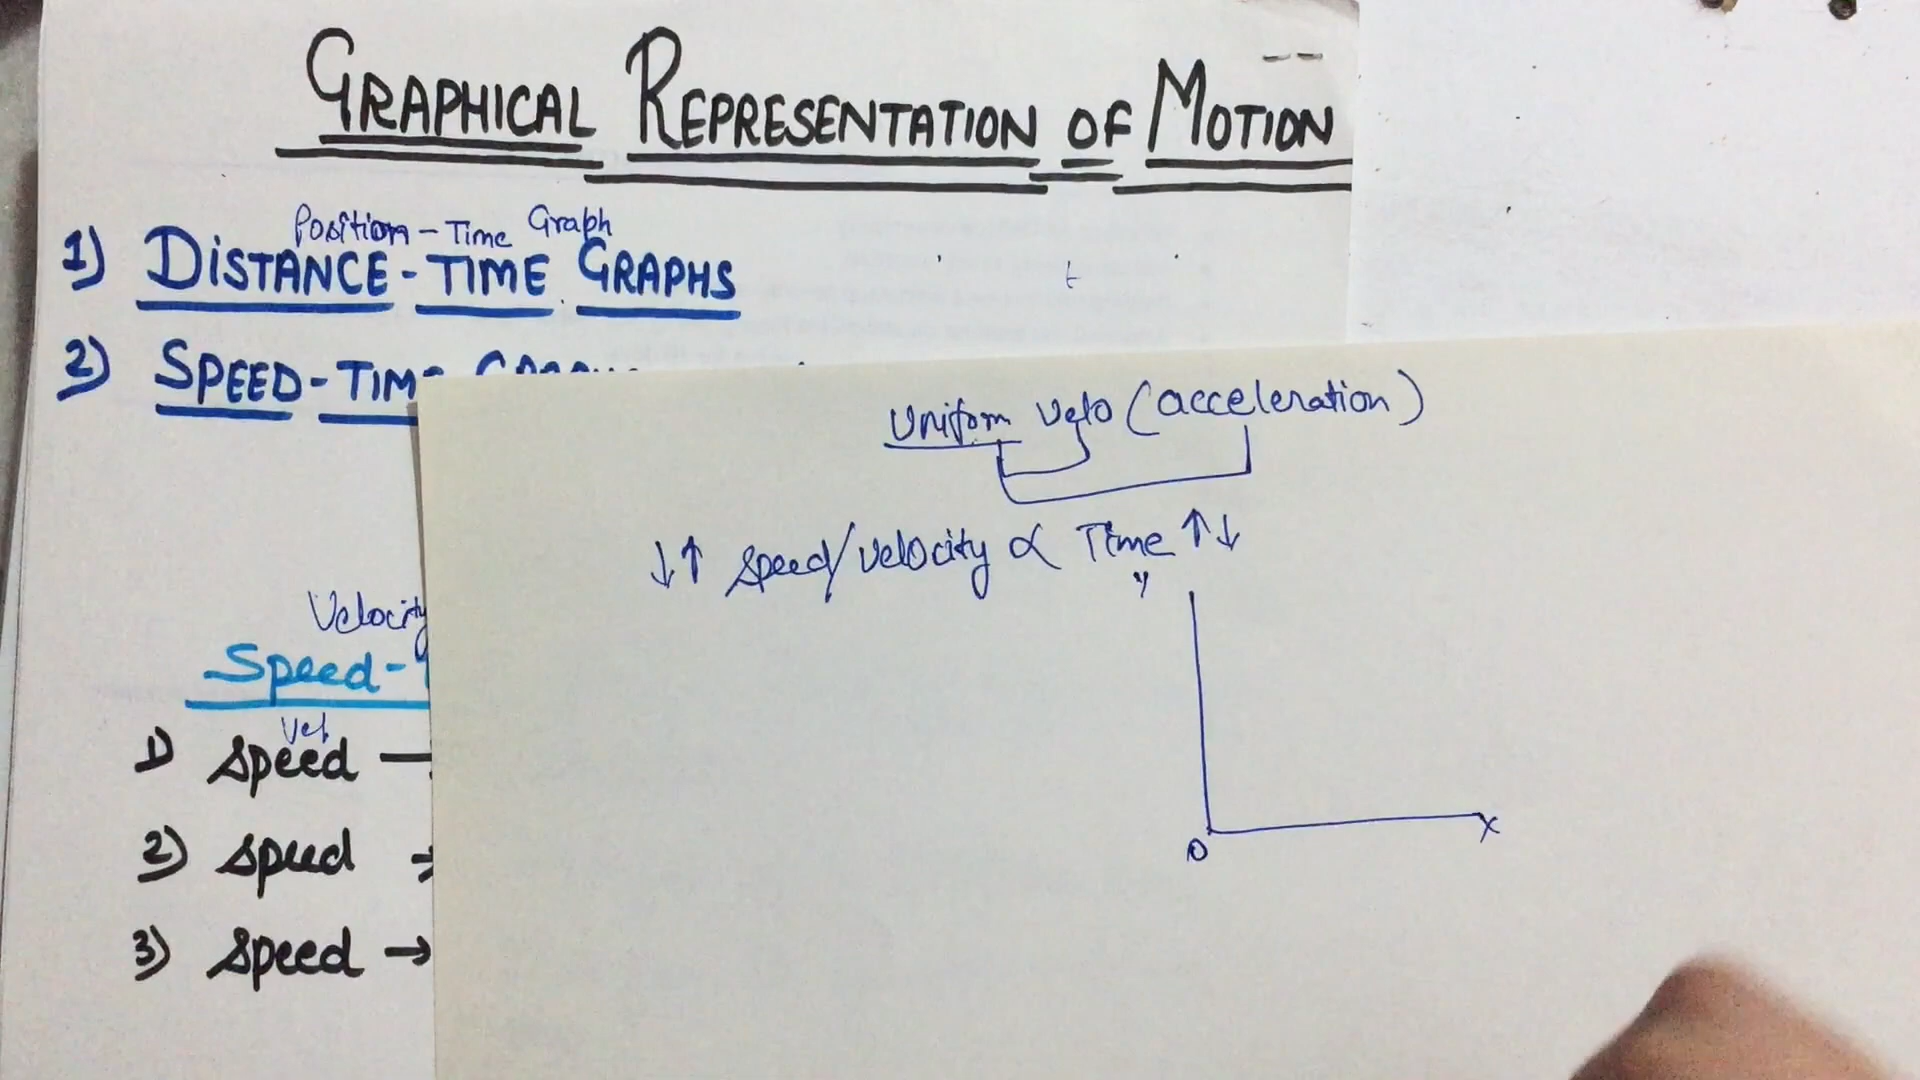 GRAPHICAL REPRESENTATION OF MOTION
Position - Time Graph
1) DISTANCE - TIME GRAPHS
t
2) SPEED - TIM
Uniform velo (acceleration)
↓↑ Speed/velocity ∝ Time ↑↓
y
Velocity
Speed -
Vel
1) Speed —
O
X
2) Speed →
3) Speed →